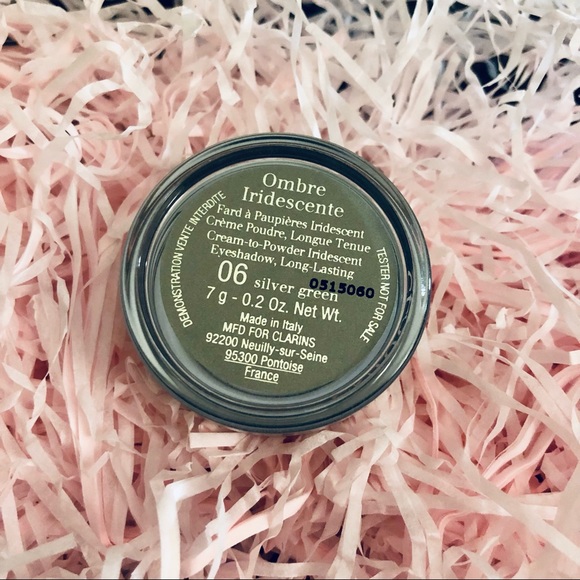 Ombre
Iridescente
Fard à Paupières Iridescent
Crème Poudre, Longue Tenue
Cream-to-Powder Iridescent
Eyeshadow, Long-Lasting
06 silver green
0515060
7 g - 0.2 Oz. Net Wt.
Made in Italy
MFD FOR CLARINS
92200 Neuilly-sur-Seine
95300 Pontoise
France
DEMONSTRATION VENTE INTERDITE
TESTER NOT FOR SALE